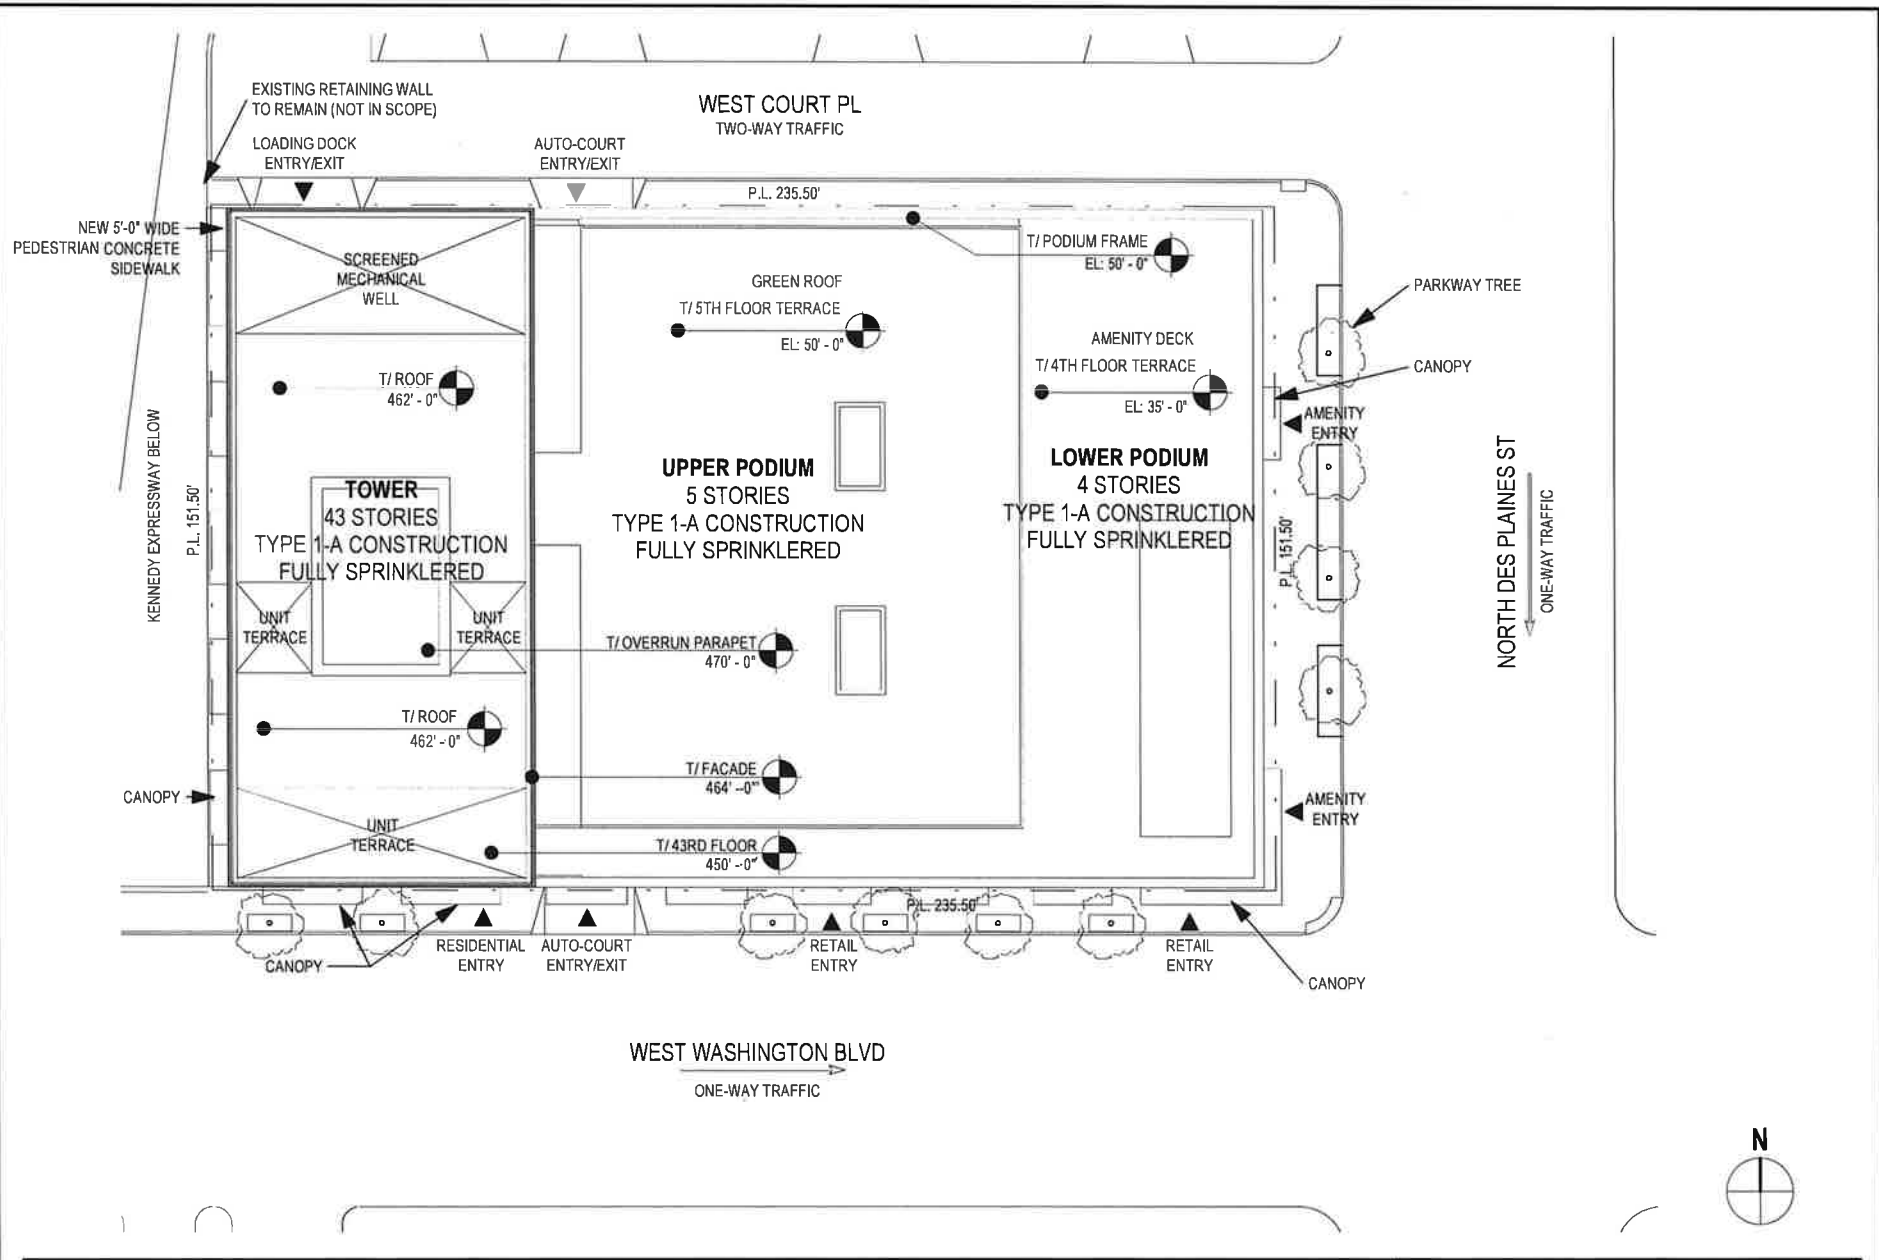 EXISTING RETAINING WALL
TO REMAIN (NOT IN SCOPE)
WEST COURT PL
TWO-WAY TRAFFIC
LOADING DOCK
ENTRY/EXIT
AUTO-COURT
ENTRY/EXIT
P.L. 235.50'
NEW 5'-0" WIDE
PEDESTRIAN CONCRETE
SIDEWALK
SCREENED
MECHANICAL
WELL
T/ PODIUM FRAME
EL: 50' - 0"
GREEN ROOF
T/ 5TH FLOOR TERRACE
EL: 50' - 0"
PARKWAY TREE
AMENITY DECK
T/ 4TH FLOOR TERRACE
EL: 35' - 0"
CANOPY
T/ ROOF
462' - 0"
AMENITY
ENTRY
KENNEDY EXPRESSWAY BELOW
P.L. 151.50'
TOWER
43 STORIES
TYPE 1-A CONSTRUCTION
FULLY SPRINKLERED
UPPER PODIUM
5 STORIES
TYPE 1-A CONSTRUCTION
FULLY SPRINKLERED
LOWER PODIUM
4 STORIES
TYPE 1-A CONSTRUCTION
FULLY SPRINKLERED
P.L. 151.50'
NORTH DES PLAINES ST
ONE-WAY TRAFFIC
UNIT
TERRACE
UNIT
TERRACE
T/ OVERRUN PARAPET
470' - 0"
T/ ROOF
462' - 0"
T/ FACADE
464' - 0"
CANOPY
AMENITY
ENTRY
UNIT
TERRACE
T/ 43RD FLOOR
450' - 0"
P.L. 235.50'
CANOPY
RESIDENTIAL
ENTRY
AUTO-COURT
ENTRY/EXIT
RETAIL
ENTRY
RETAIL
ENTRY
CANOPY
WEST WASHINGTON BLVD
ONE-WAY TRAFFIC
N